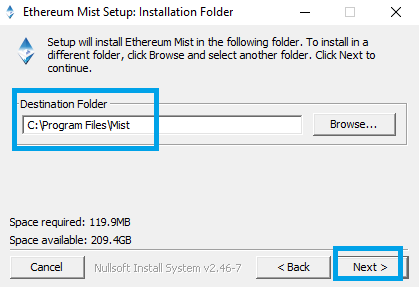 Ethereum Mist Setup: Installation Folder
Setup will install Ethereum Mist in the following folder. To install in a
different folder, click Browse and select another folder. Click Next to
continue.
Destination Folder
C:\Program Files\Mist
Browse...
Space required: 119.9MB
Space available: 209.4GB
Cancel
Nullsoft Install System v2.46-7
< Back
Next >